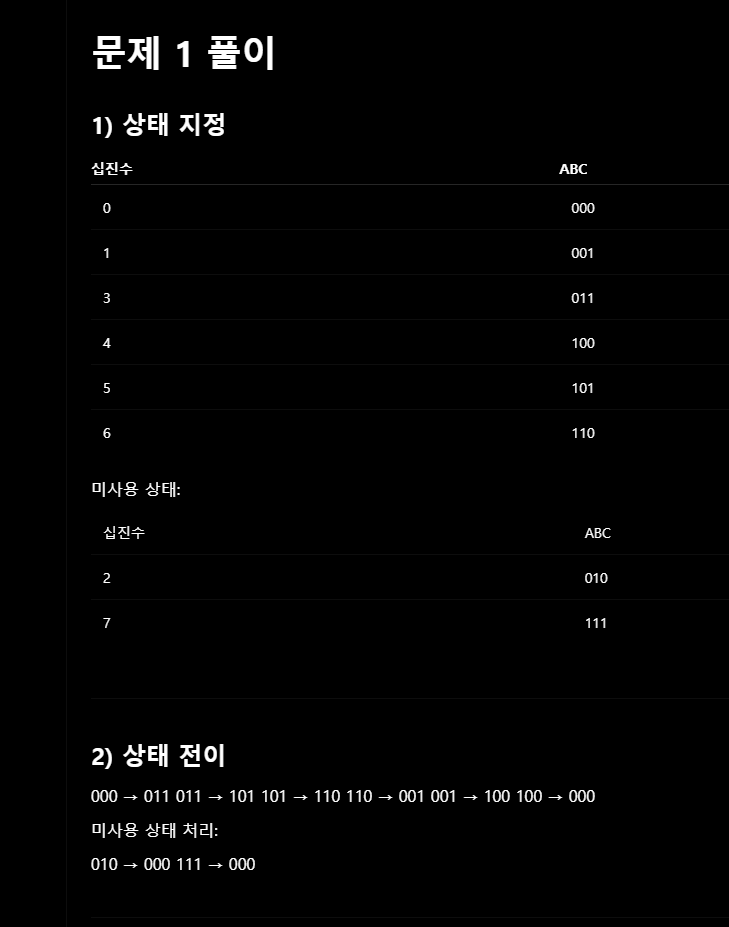 문제 1 풀이
1) 상태 지정
십진수 ABC
0 000
1 001
3 011
4 100
5 101
6 110
미사용 상태:
십진수 ABC
2 010
7 111
2) 상태 전이
000 → 011 011 → 101 101 → 110 110 → 001 001 → 100 100 → 000
미사용 상태 처리:
010 → 000 111 → 000